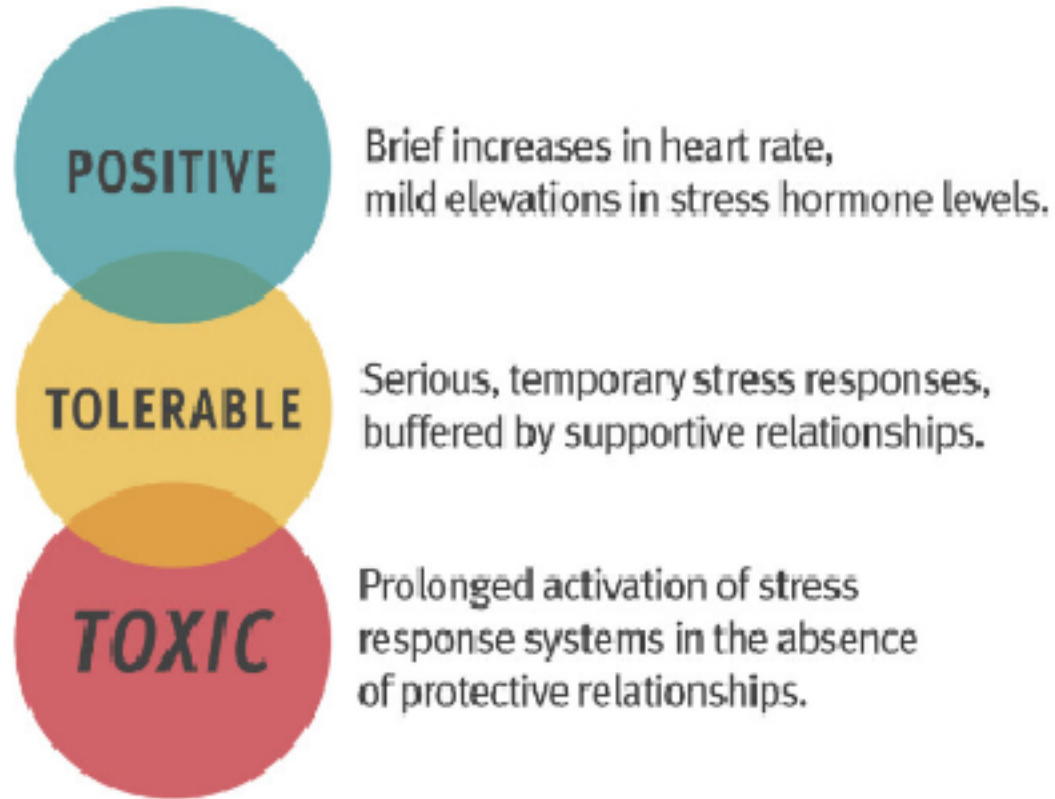 POSITIVE
Brief increases in heart rate,
mild elevations in stress hormone levels.
TOLERABLE
Serious, temporary stress responses,
buffered by supportive relationships.
TOXIC
Prolonged activation of stress
response systems in the absence
of protective relationships.